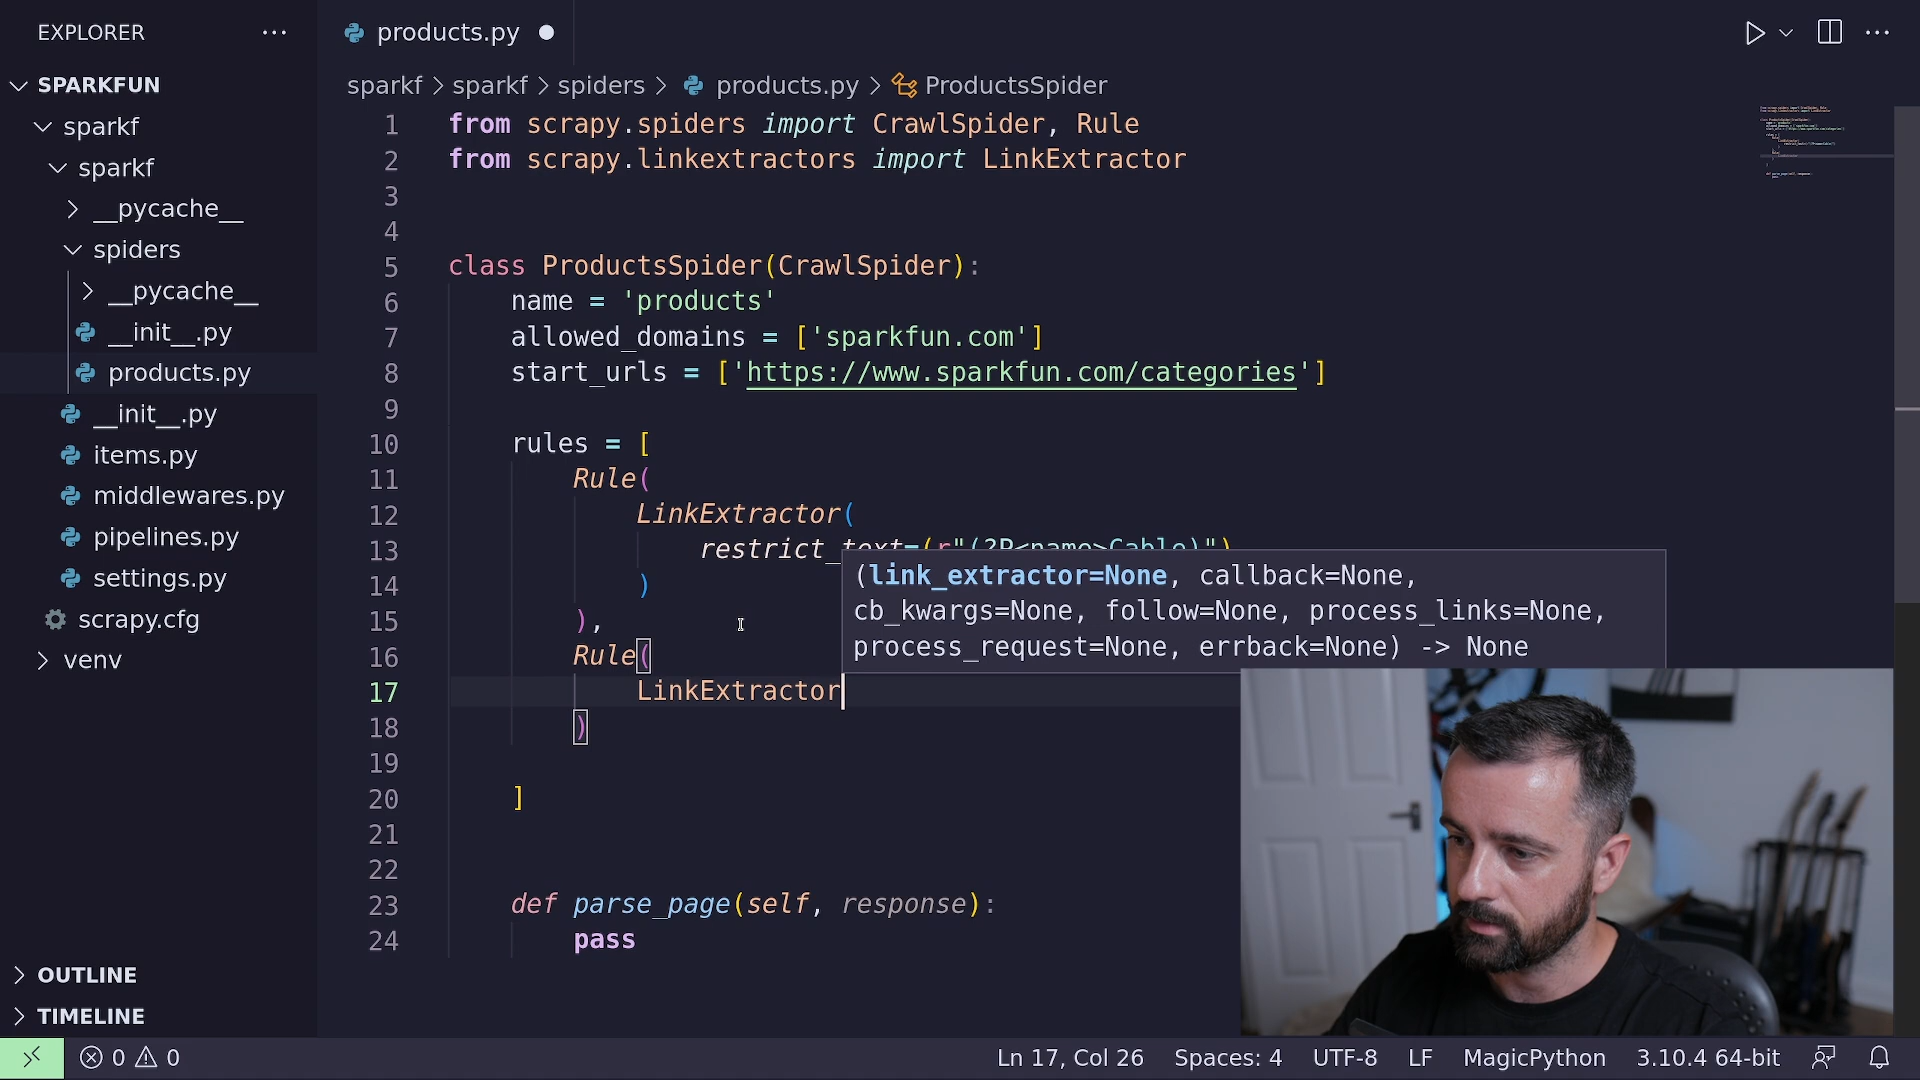 EXPLORER
SPARKFUN
sparkf
sparkf
__pycache__
spiders
__pycache__
__init__.py
products.py
__init__.py
items.py
middlewares.py
pipelines.py
settings.py
scrapy.cfg
venv
OUTLINE
TIMELINE
products.py
sparkf > sparkf > spiders > products.py > ProductsSpider
1 from scrapy.spiders import CrawlSpider, Rule
2 from scrapy.linkextractors import LinkExtractor
3
4
5 class ProductsSpider(CrawlSpider):
6 name = 'products'
7 allowed_domains = ['sparkfun.com']
8 start_urls = ['https://www.sparkfun.com/categories']
9
10 rules = [
11 Rule(
12 LinkExtractor(
13 restrict_text=(r"(?P<name>Cable)")
14 )
15 ),
16 Rule(
17 LinkExtractor
18 )
19
20 ]
21
22
23 def parse_page(self, response):
24 pass
(link_extractor=None, callback=None,
cb_kwargs=None, follow=None, process_links=None,
process_request=None, errback=None) -> None
0 0 Ln 17, Col 26 Spaces: 4 UTF-8 LF MagicPython 3.10.4 64-bit